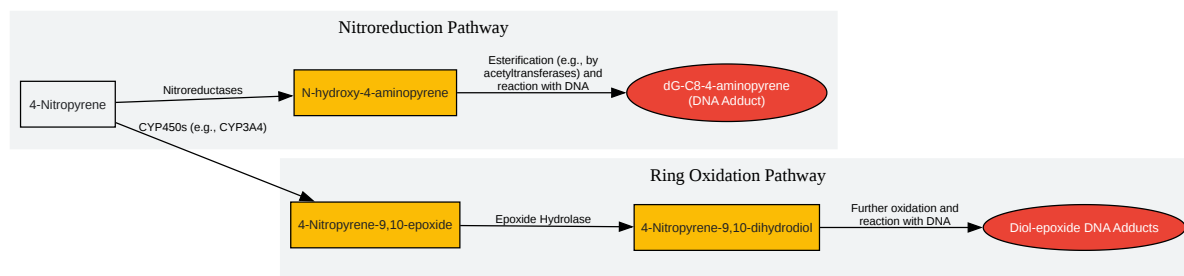 Nitroreduction Pathway
4-Nitropyrene
Nitroreductases
N-hydroxy-4-aminopyrene
Esterification (e.g., by
acetyltransferases) and
reaction with DNA
dG-C8-4-aminopyrene
(DNA Adduct)
CYP450s (e.g., CYP3A4)
Ring Oxidation Pathway
4-Nitropyrene-9,10-epoxide
Epoxide Hydrolase
4-Nitropyrene-9,10-dihydrodiol
Further oxidation and
reaction with DNA
Diol-epoxide DNA Adducts